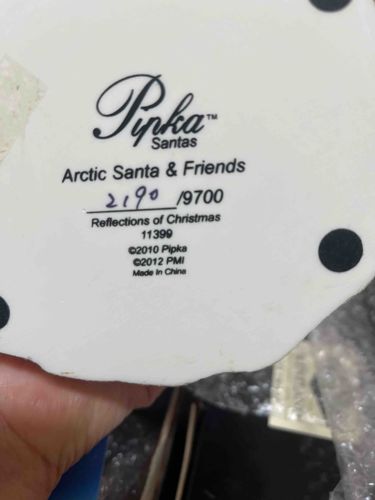 Pipka™
Santas
Arctic Santa & Friends
2190/9700
Reflections of Christmas
11399
©2010 Pipka
©2012 PMI
Made In China